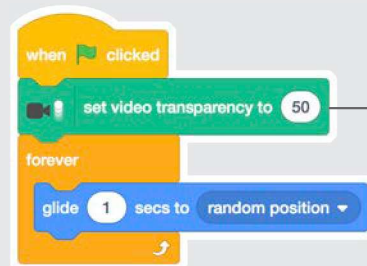 when clicked
set video transparency to 50
forever
glide 1 secs to random position